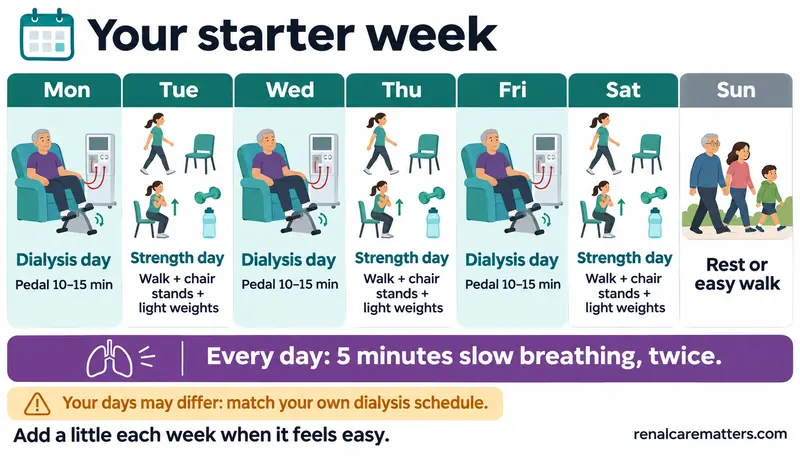 Your starter week
Mon
Tue
Wed
Thu
Fri
Sat
Sun
Dialysis day
Pedal 10–15 min
Strength day
Walk + chair
stands +
light weights
Dialysis day
Pedal 10–15 min
Strength day
Walk + chair
stands +
light weights
Dialysis day
Pedal 10–15 min
Strength day
Walk + chair
stands +
light weights
Rest or
easy walk
Every day: 5 minutes slow breathing, twice.
Your days may differ: match your own dialysis schedule.
Add a little each week when it feels easy.
renalcarematters.com